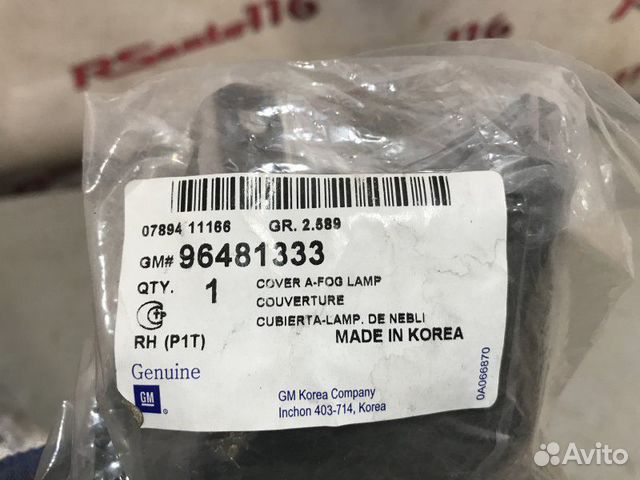 RSauto116
07894 11166 GR. 2.589
GM# 96481333
QTY. 1 COVER A-FOG LAMP
COUVERTURE
CUBIERTA-LAMP. DE NEBLI
RH (P1T) MADE IN KOREA
Genuine
GM
GM Korea Company
Inchon 403-714, Korea
0A066870
Avito